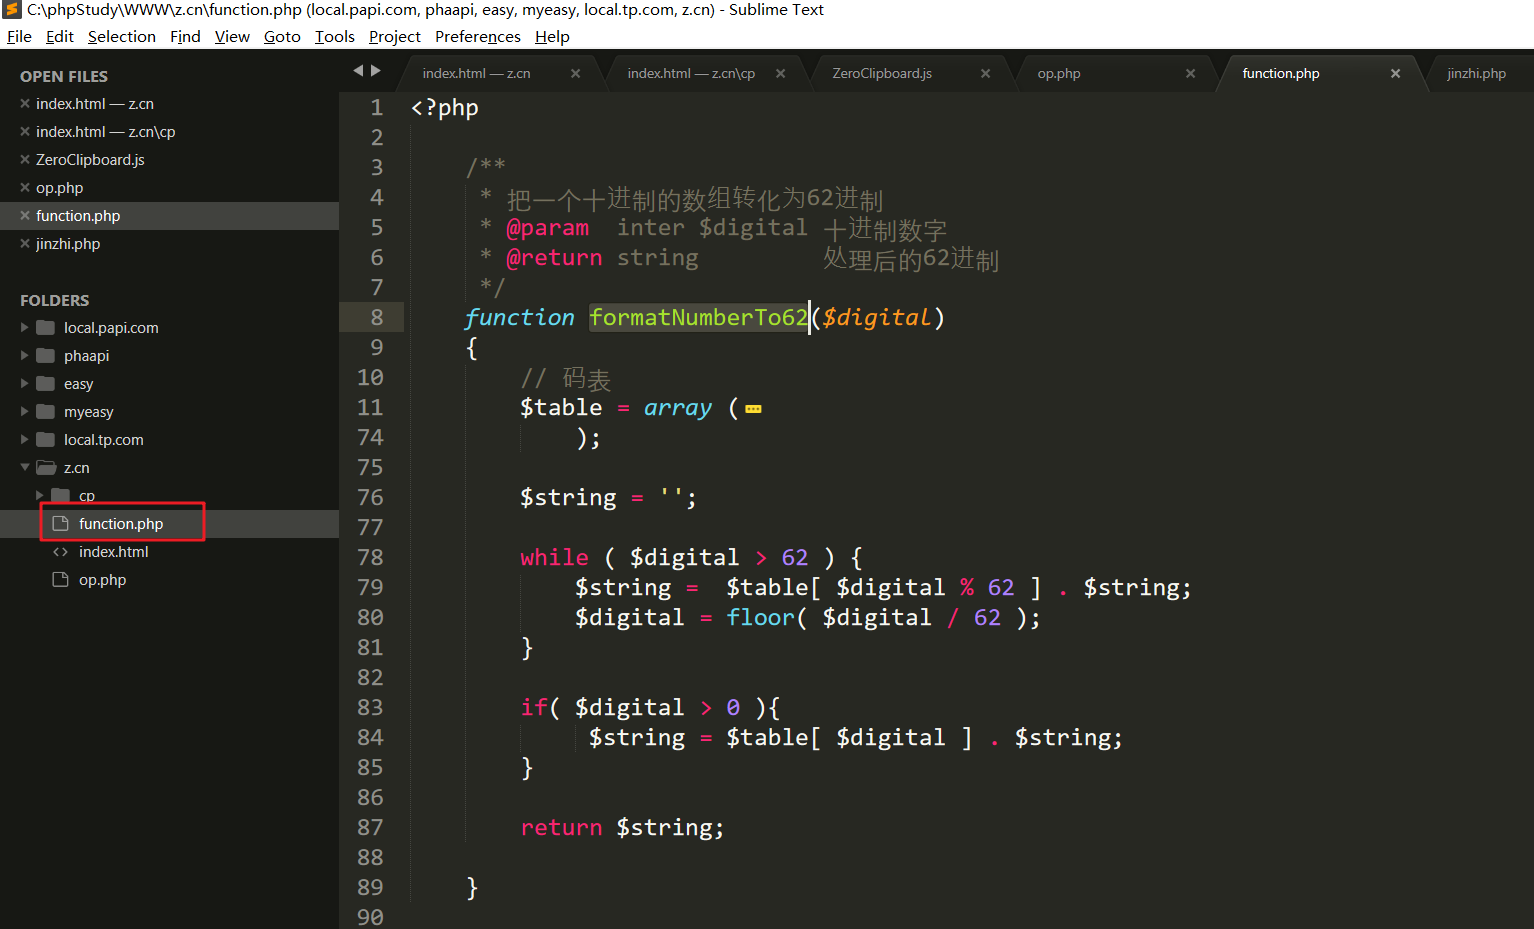 C:\phpStudy\WWW\z.cn\function.php (local.papi.com, phaapi, easy, myeasy, local.tp.com, z.cn) - Sublime Text
File Edit Selection Find View Goto Tools Project Preferences Help
OPEN FILES
index.html — z.cn
index.html — z.cn\cp
ZeroClipboard.js
op.php
function.php
jinzhi.php
FOLDERS
local.papi.com
phaapi
easy
myeasy
local.tp.com
z.cn
cp
function.php
index.html
op.php
index.html — z.cn index.html — z.cn\cp ZeroClipboard.js op.php function.php jinzhi.php
1 <?php
2
3 /**
4 * 把一个十进制的数组转化为62进制
5 * @param inter $digital 十进制数字
6 * @return string 处理后的62进制
7 */
8 function formatNumberTo62($digital)
9 {
10 // 码表
11 $table = array (
74 );
75
76 $string = '';
77
78 while ( $digital > 62 ) {
79 $string = $table[ $digital % 62 ] . $string;
80 $digital = floor( $digital / 62 );
81 }
82
83 if( $digital > 0 ){
84 $string = $table[ $digital ] . $string;
85 }
86
87 return $string;
88
89 }
90